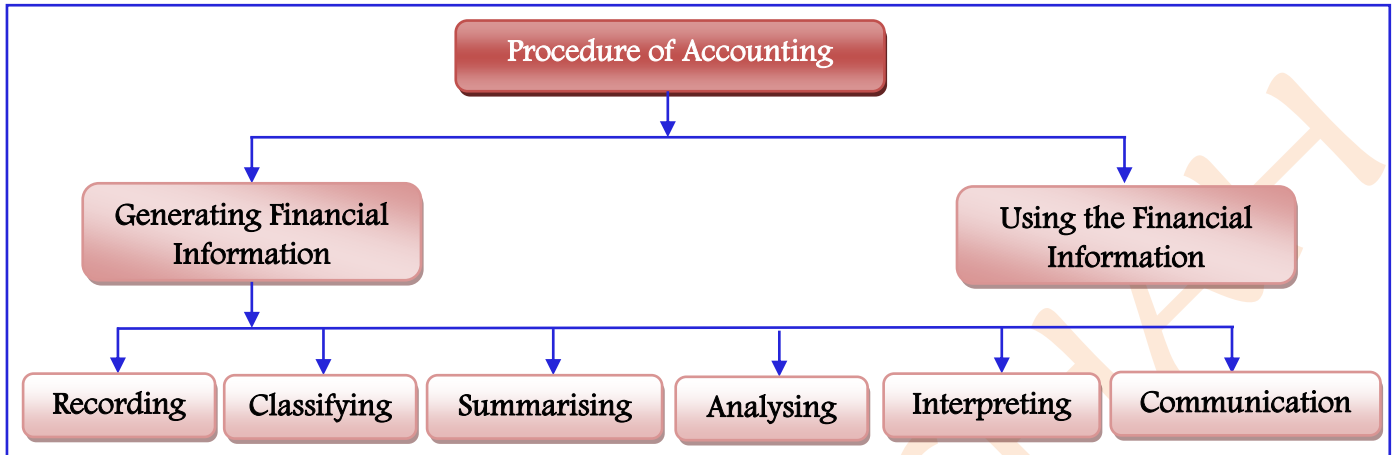 Procedure of Accounting
Generating Financial
Information
Using the Financial
Information
Recording
Classifying
Summarising
Analysing
Interpreting
Communication